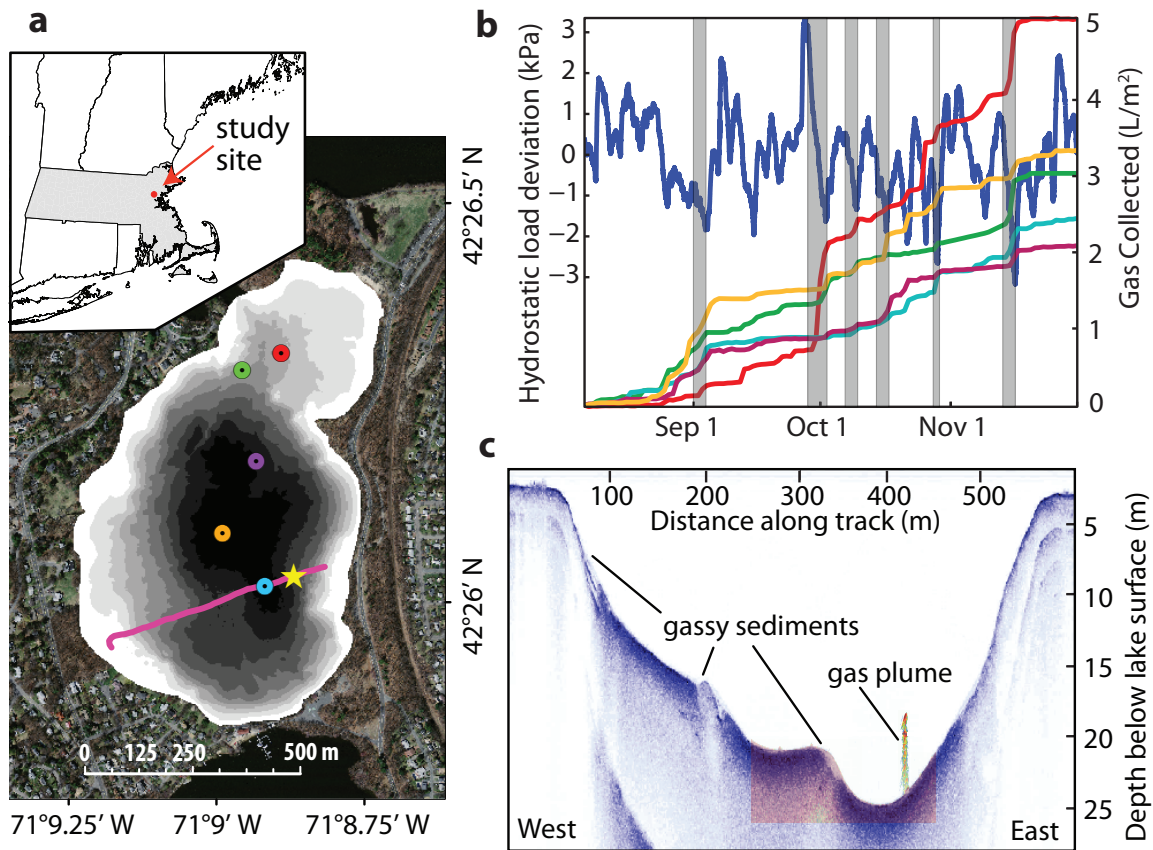 a
study
site
42°26.5′ N
42°26′ N
0 125 250 500 m
71°9.25′ W 71°9′ W 71°8.75′ W
b
Hydrostatic load deviation (kPa)
3
2
1
0
−1
−2
−3
Gas Collected (L/m²)
5
4
3
2
1
0
Sep 1 Oct 1 Nov 1
c
100 200 300 400 500
Distance along track (m)
gassy sediments
gas plume
5
10
15
20
25
Depth below lake surface (m)
West East